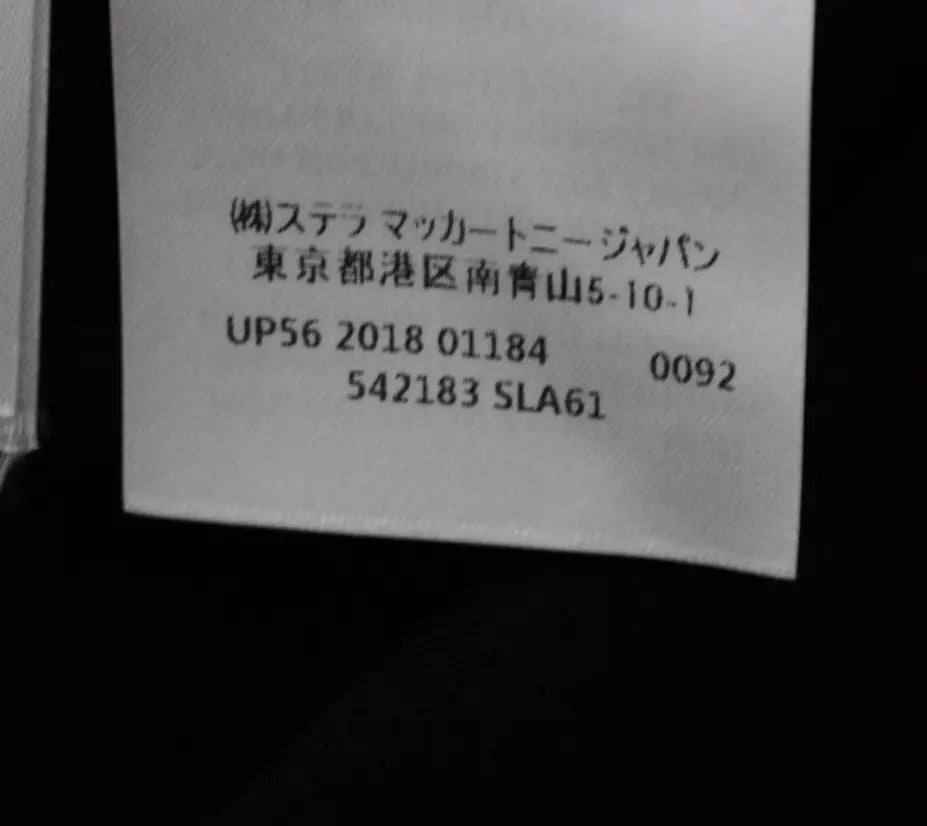 (株)ステラ マッカートニー ジャパン
東京都港区南青山5-10-1
UP56 2018 01184 0092
542183 SLA61